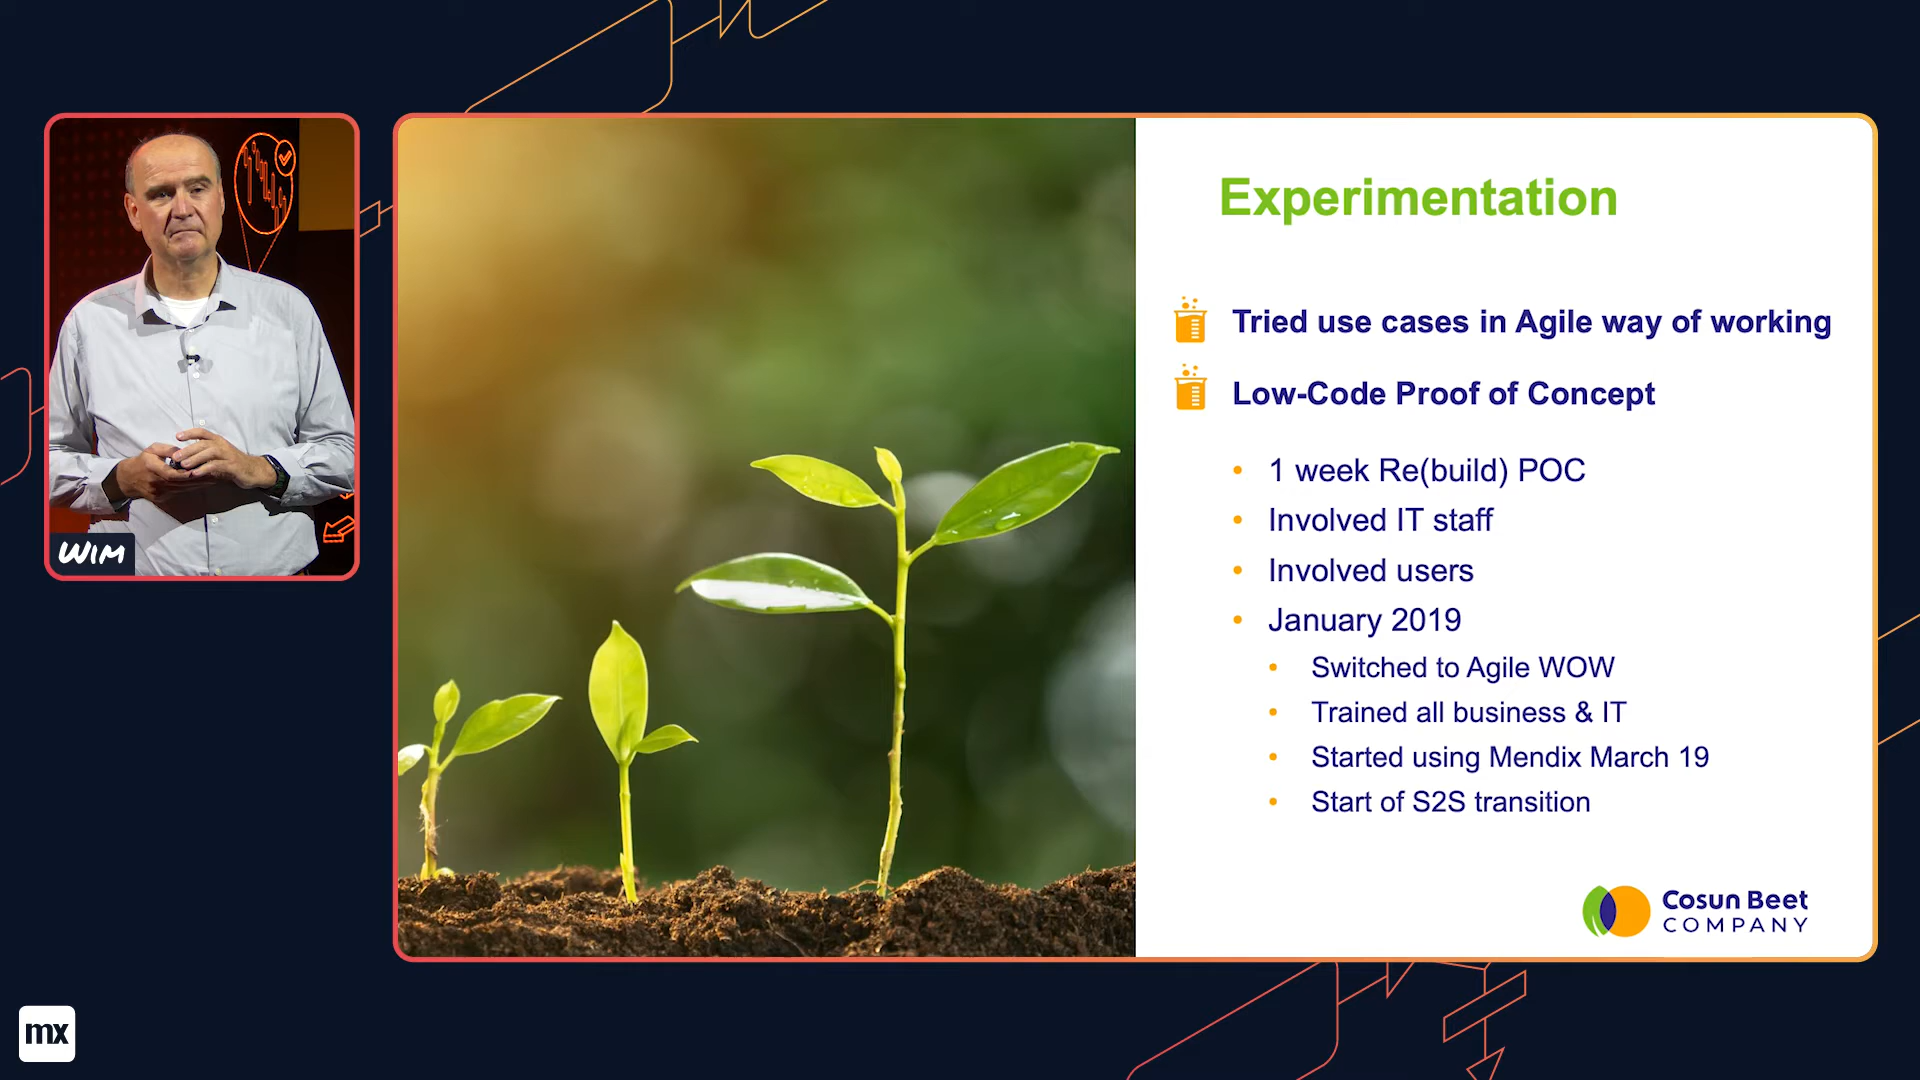 WIM
Experimentation
Tried use cases in Agile way of working
Low-Code Proof of Concept
• 1 week Re(build) POC
• Involved IT staff
• Involved users
• January 2019
• Switched to Agile WOW
• Trained all business & IT
• Started using Mendix March 19
• Start of S2S transition
Cosun Beet
COMPANY
mx